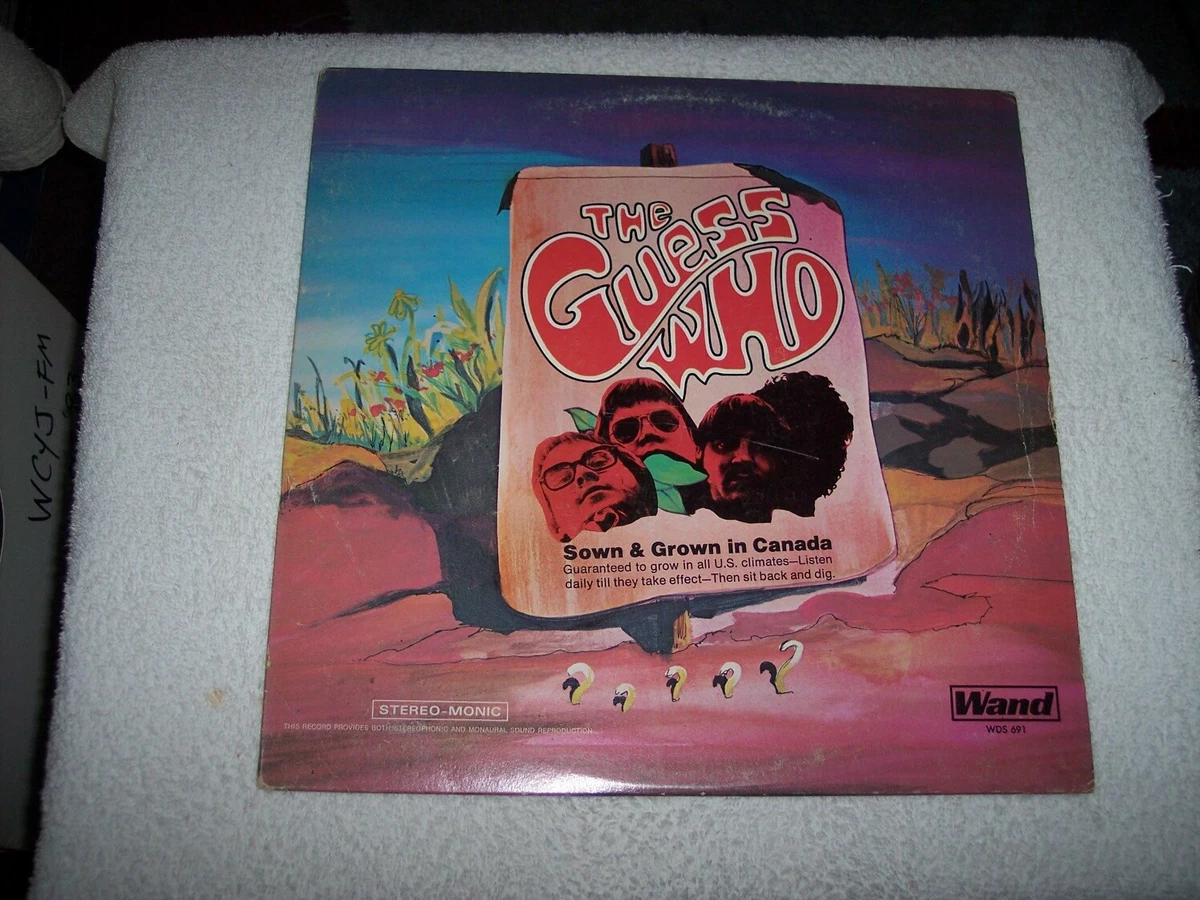 THE
Guess
WHO
Sown & Grown in Canada
Guaranteed to grow in all U.S. climates—Listen
daily till they take effect—Then sit back and dig.
? ? ? ? ?
STEREO-MONIC
THIS RECORD PROVIDES BOTH STEREOPHONIC AND MONAURAL SOUND REPRODUCTION
Wand
WDS 691
WCYJ-FM